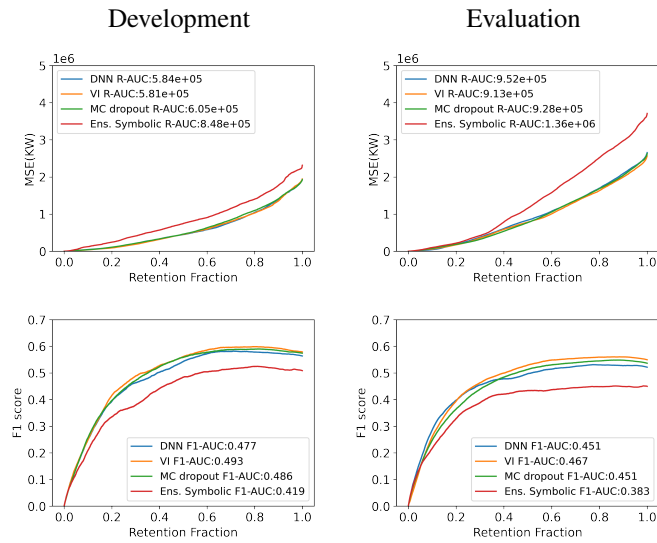 Development
Evaluation
1e6
DNN R-AUC:5.84e+05
VI R-AUC:5.81e+05
MC dropout R-AUC:6.05e+05
Ens. Symbolic R-AUC:8.48e+05
MSE(KW)
5
4
3
2
1
0
0.0 0.2 0.4 0.6 0.8 1.0
Retention Fraction
1e6
DNN R-AUC:9.52e+05
VI R-AUC:9.13e+05
MC dropout R-AUC:9.28e+05
Ens. Symbolic R-AUC:1.36e+06
MSE(KW)
5
4
3
2
1
0
0.0 0.2 0.4 0.6 0.8 1.0
Retention Fraction
F1 score
0.7
0.6
0.5
0.4
0.3
0.2
0.1
0.0
DNN F1-AUC:0.477
VI F1-AUC:0.493
MC dropout F1-AUC:0.486
Ens. Symbolic F1-AUC:0.419
0.0 0.2 0.4 0.6 0.8 1.0
Retention Fraction
F1 score
0.7
0.6
0.5
0.4
0.3
0.2
0.1
0.0
DNN F1-AUC:0.451
VI F1-AUC:0.467
MC dropout F1-AUC:0.451
Ens. Symbolic F1-AUC:0.383
0.0 0.2 0.4 0.6 0.8 1.0
Retention Fraction